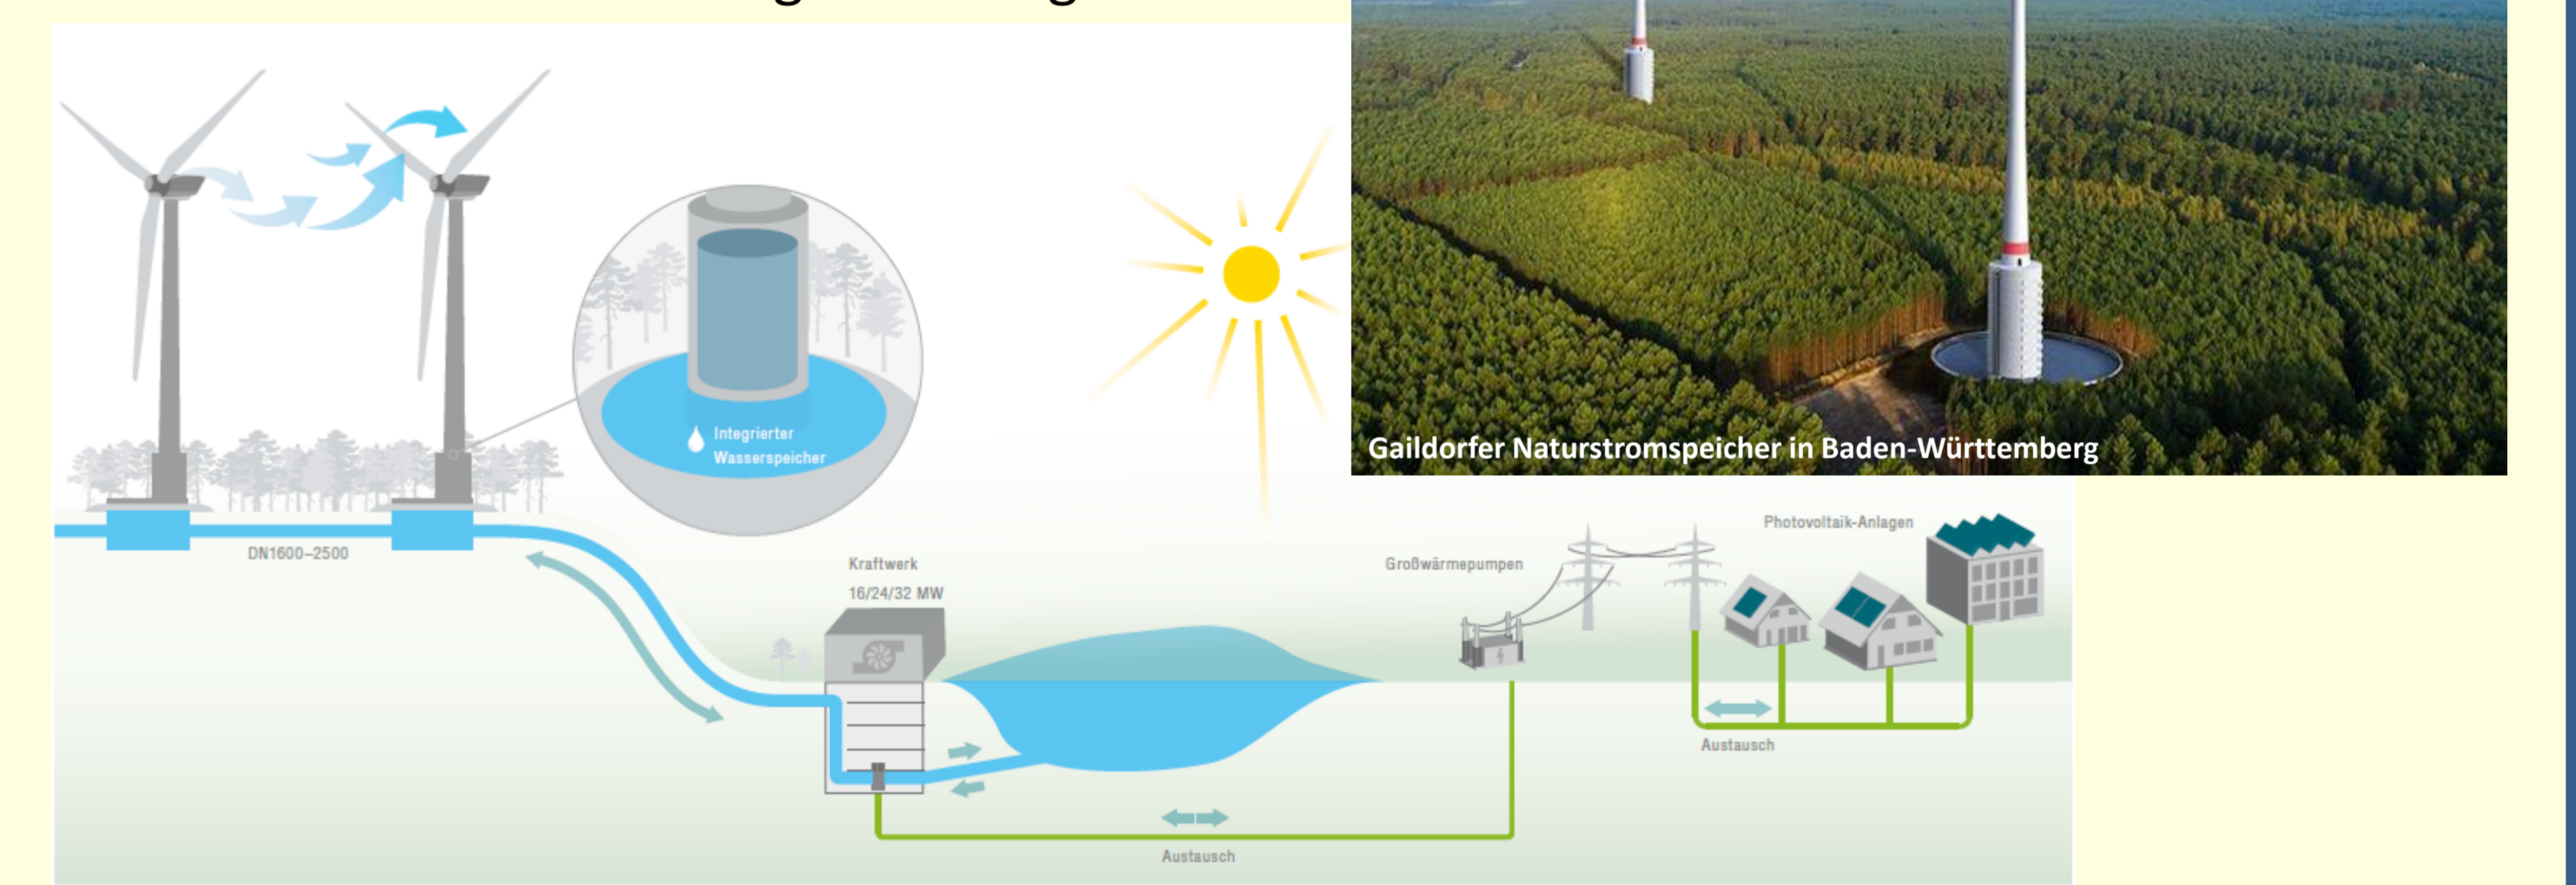 Gaildorfer Naturstromspeicher in Baden-Württemberg
Integrierter
Wasserspeicher
DN1600–2500
Kraftwerk
16/24/32 MW
Großwärmepumpen
Photovoltaik-Anlagen
Austausch
Austausch